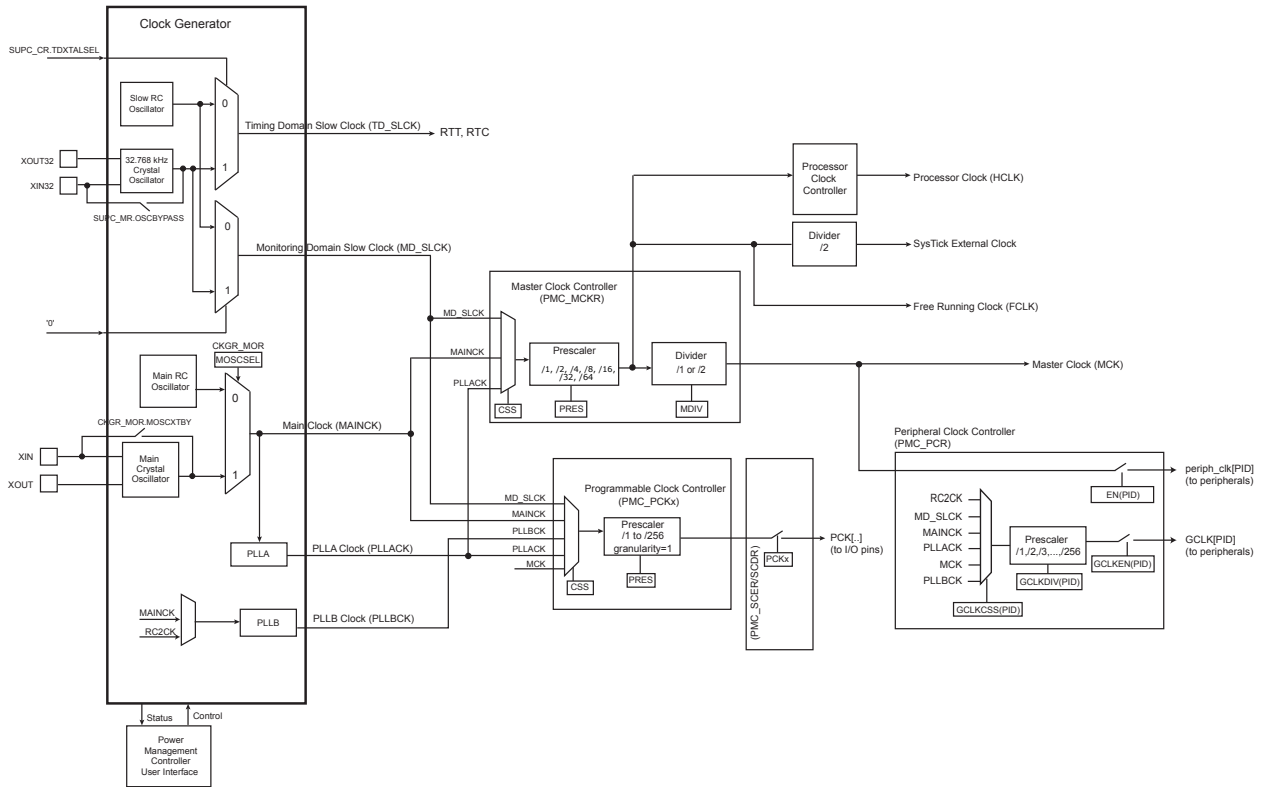 Clock Generator
SUPC_CR.TDXTALSEL
Slow RC
Oscillator
0
Timing Domain Slow Clock (TD_SLCK)
RTT, RTC
XOUT32
32.768 kHz
Crystal
Oscillator
1
XIN32
SUPC_MR.OSCBYPASS
0
Monitoring Domain Slow Clock (MD_SLCK)
1
'0'
CKGR_MOR
MOSCSEL
Main RC
Oscillator
0
CKGR_MOR.MOSCXTBY
Main Clock (MAINCK)
XIN
Main
Crystal
Oscillator
1
XOUT
PLLA
PLLA Clock (PLLACK)
MAINCK
RC2CK
PLLB
PLLB Clock (PLLBCK)
Status
Control
Power
Management
Controller
User Interface
Processor
Clock
Controller
Processor Clock (HCLK)
Divider
/2
SysTick External Clock
Free Running Clock (FCLK)
Master Clock Controller
(PMC_MCKR)
MD_SLCK
MAINCK
PLLACK
CSS
Prescaler
/1, /2, /4, /8, /16,
/32, /64
PRES
Divider
/1 or /2
MDIV
Master Clock (MCK)
Programmable Clock Controller
(PMC_PCKx)
MD_SLCK
MAINCK
PLLBCK
PLLACK
MCK
CSS
Prescaler
/1 to /256
granularity=1
PRES
PCKx
(PMC_SCER/SCDR)
PCK[..]
(to I/O pins)
Peripheral Clock Controller
(PMC_PCR)
EN(PID)
periph_clk[PID]
(to peripherals)
RC2CK
MD_SLCK
MAINCK
PLLACK
MCK
PLLBCK
GCLKCSS(PID)
Prescaler
/1,/2,/3,...,/256
GCLKDIV(PID)
GCLKEN(PID)
GCLK[PID]
(to peripherals)